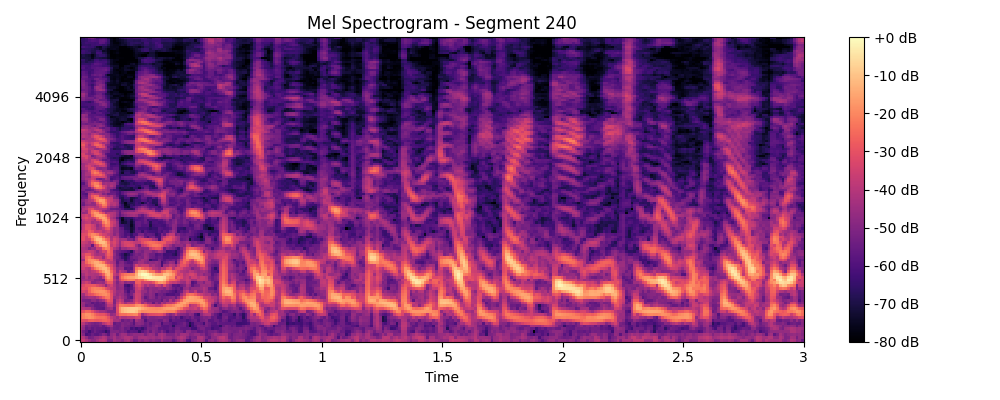 Mel Spectrogram - Segment 240
+0 dB
-10 dB
-20 dB
-30 dB
-40 dB
-50 dB
-60 dB
-70 dB
-80 dB
Frequency
4096
2048
1024
512
0
0
0.5
1
1.5
2
2.5
3
Time